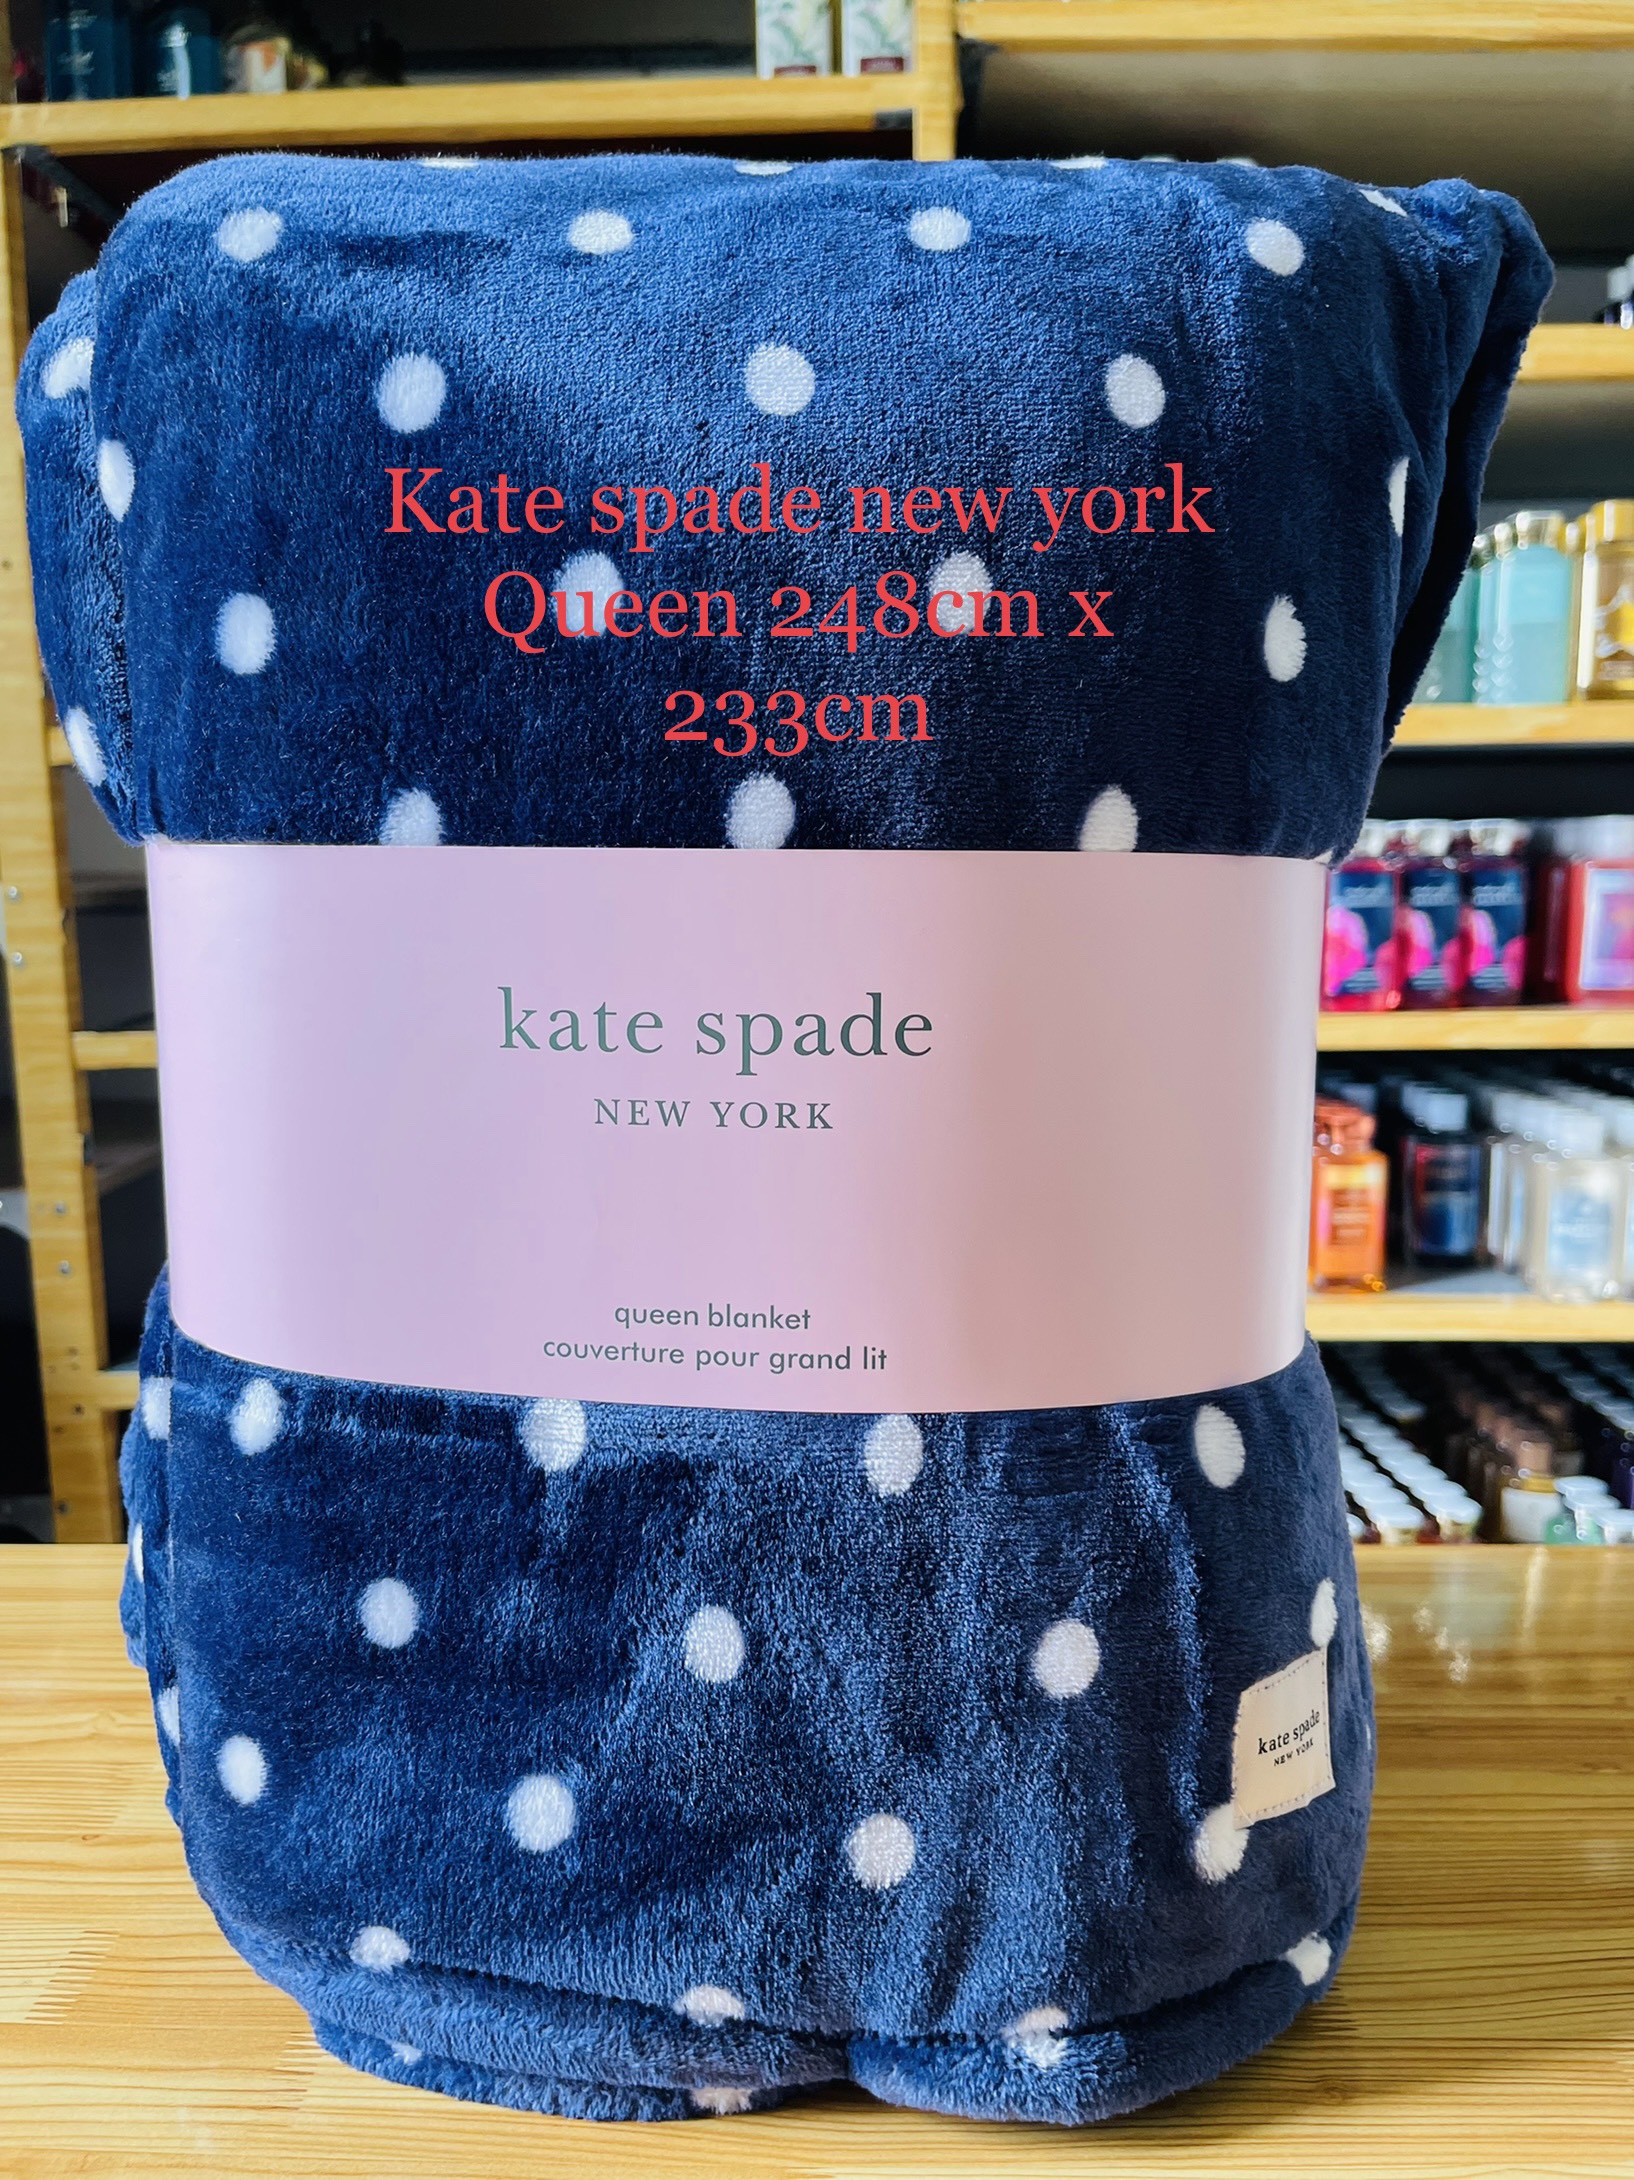 Kate spade new york
Queen 248cm x
233cm
kate spade
NEW YORK
queen blanket
couverture pour grand lit
kate spade
NEW YORK